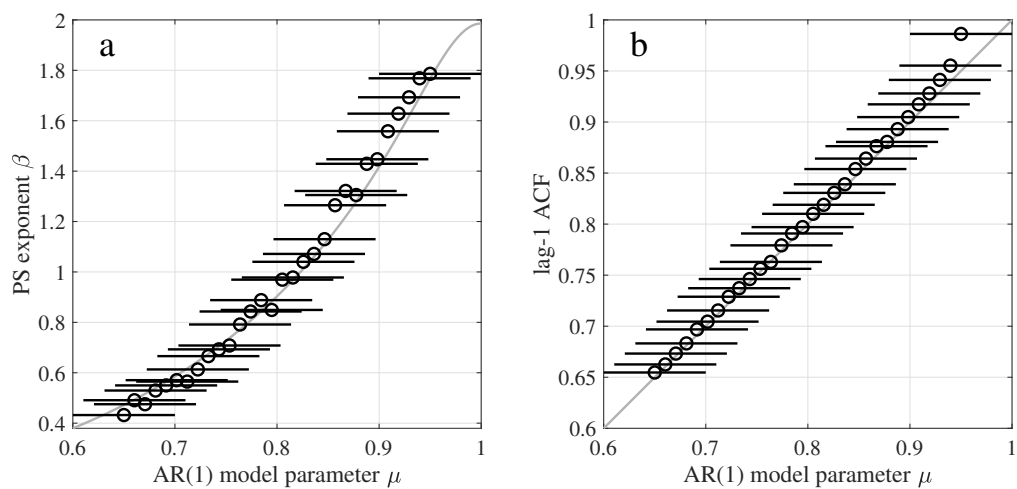 a
2
1.8
1.6
1.4
1.2
1
0.8
0.6
0.4
PS exponent β
0.6 0.7 0.8 0.9 1
AR(1) model parameter μ
b
1
0.95
0.9
0.85
0.8
0.75
0.7
0.65
0.6
lag-1 ACF
0.6 0.7 0.8 0.9 1
AR(1) model parameter μ